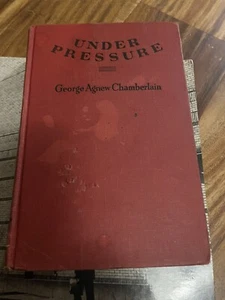 UNDER
PRESSURE
George Agnew Chamberlain